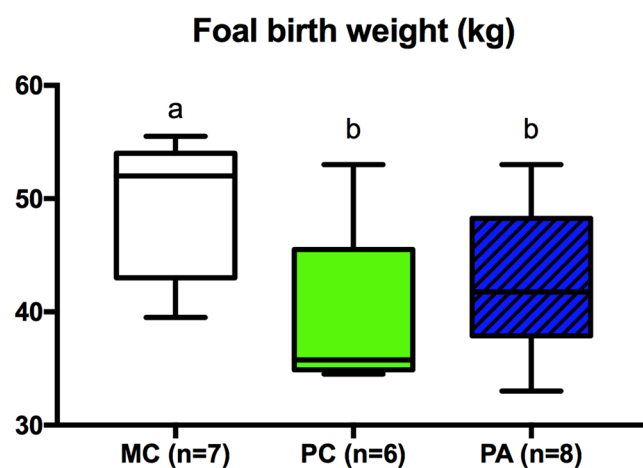 Foal birth weight (kg)
60
50
40
30
a
b
b
MC (n=7)
PC (n=6)
PA (n=8)